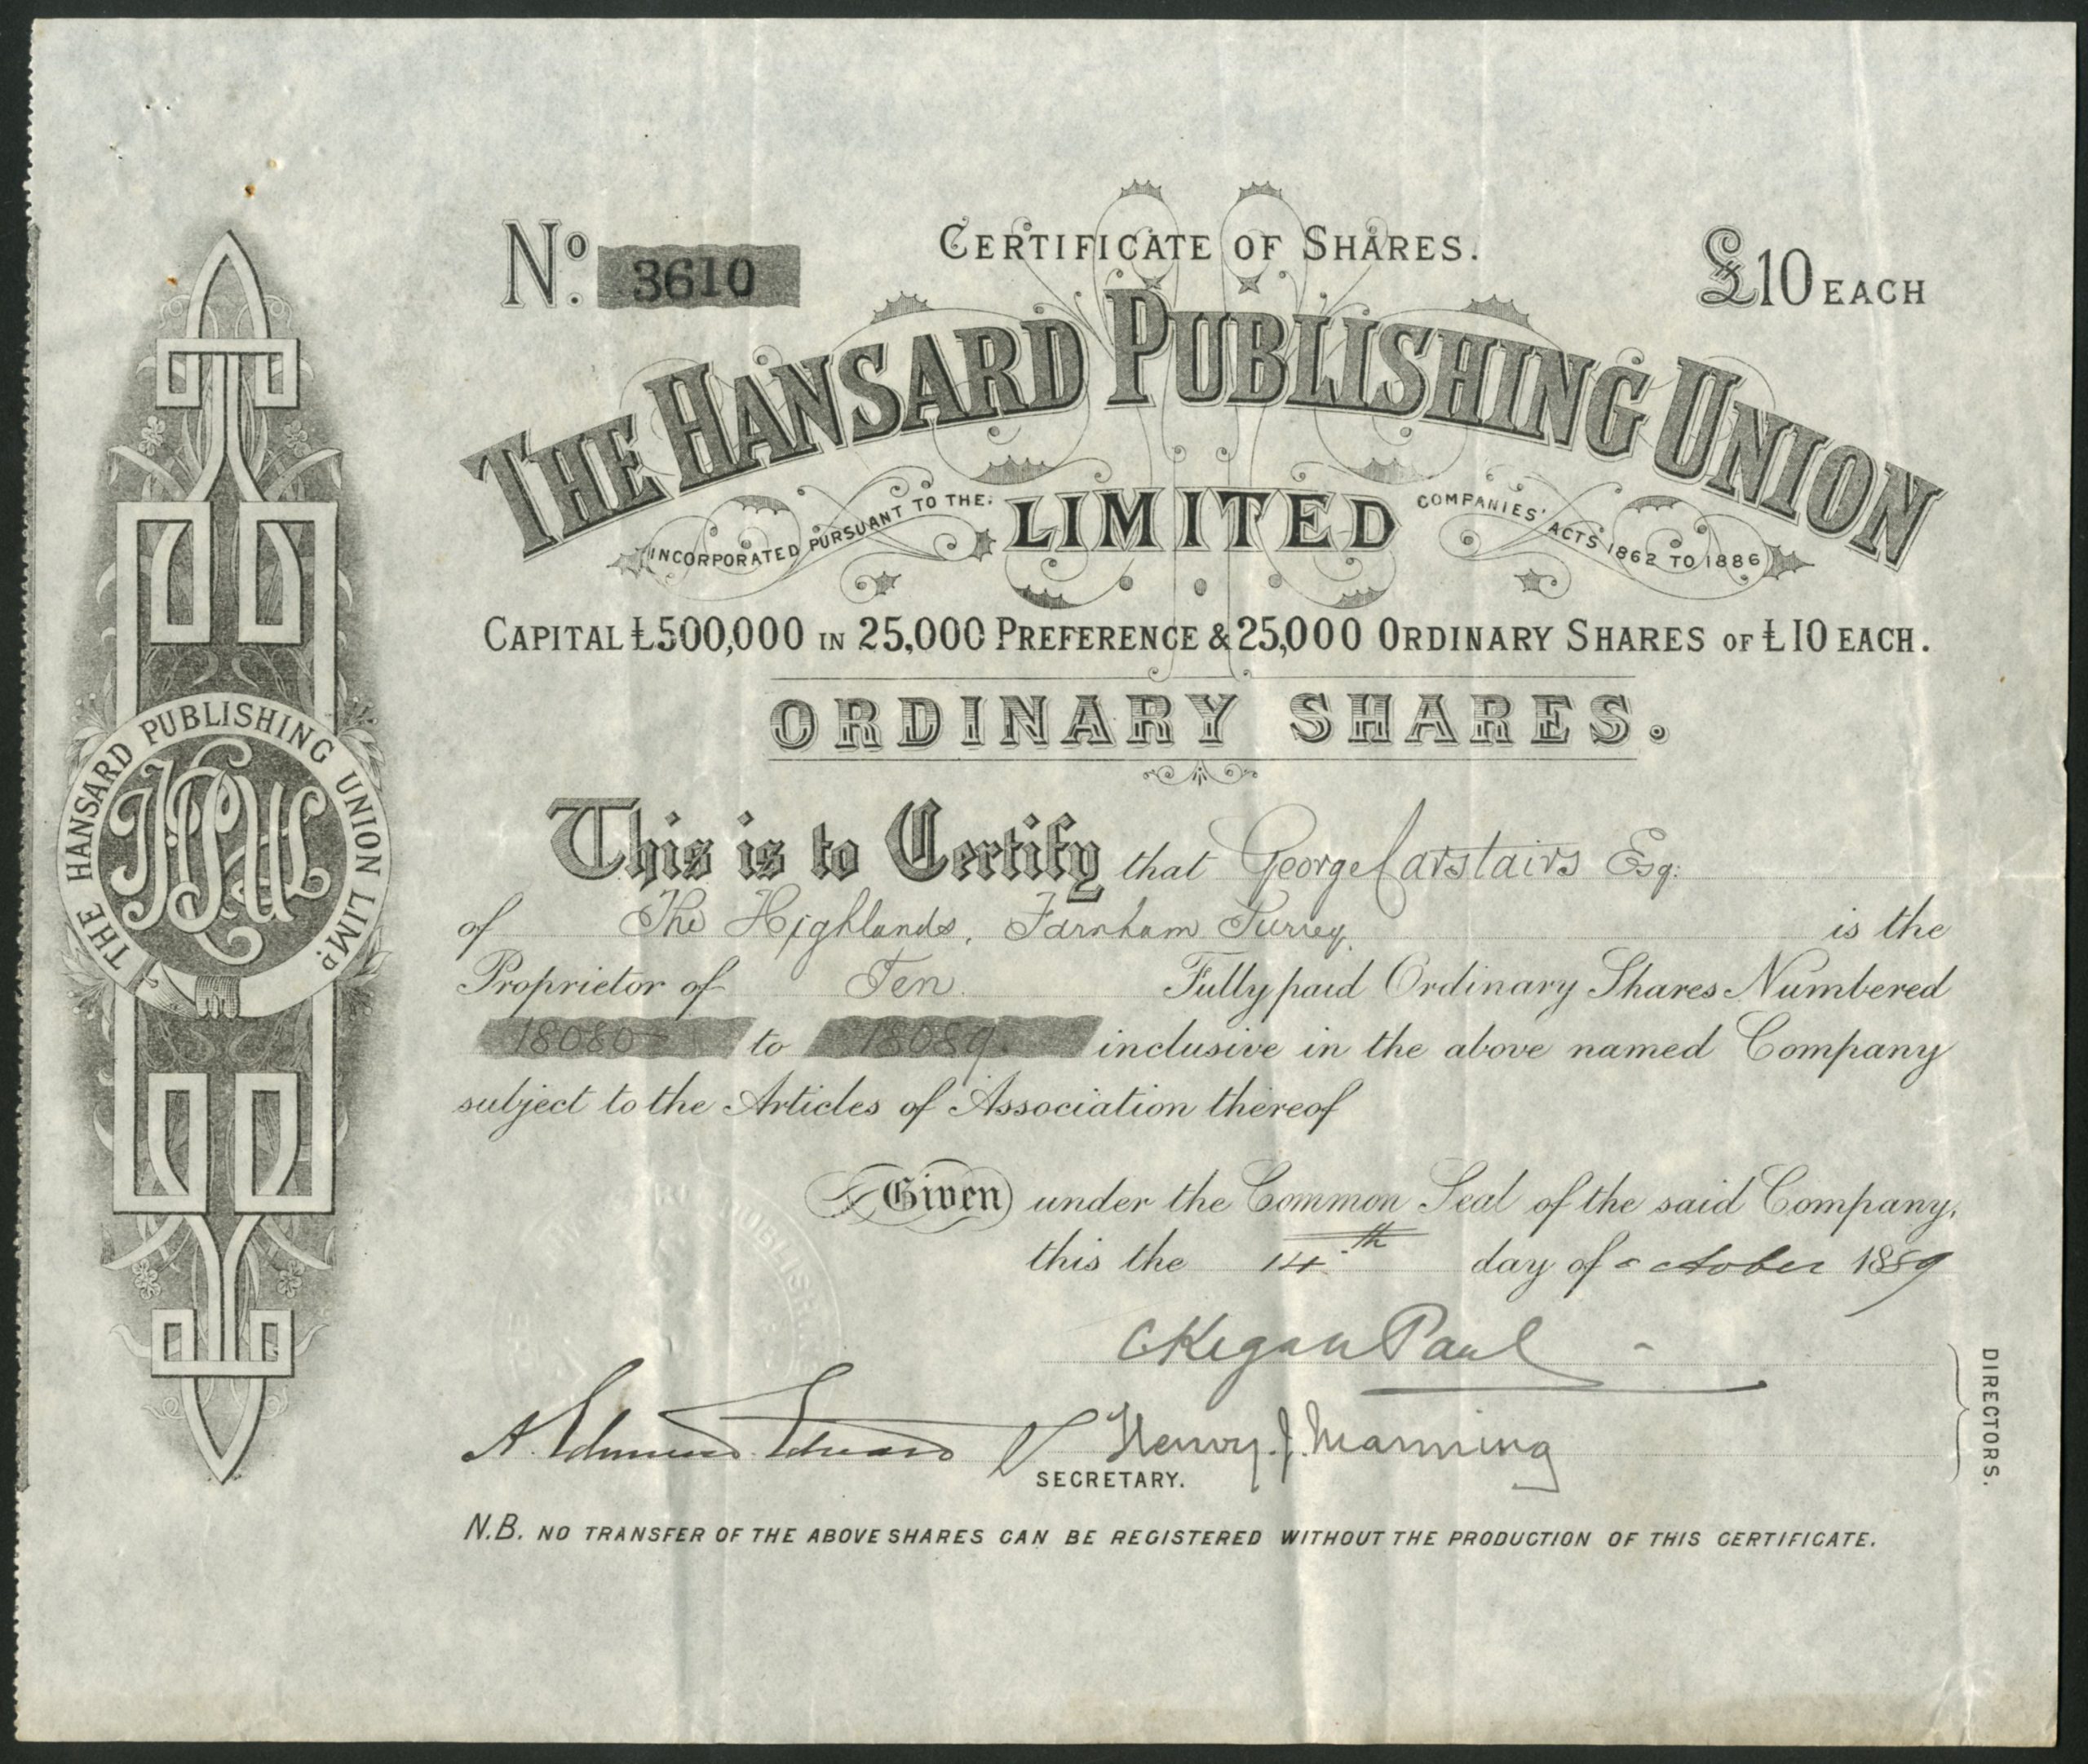 CERTIFICATE OF SHARES.
No. 3610
£10 EACH
THE HANSARD PUBLISHING UNION
INCORPORATED PURSUANT TO THE. LIMITED COMPANIES' ACTS 1862 TO 1886
CAPITAL £500,000 IN 25,000 PREFERENCE & 25,000 ORDINARY SHARES OF £10 EACH.
ORDINARY SHARES.
This is to Certify that George Carstairs Esq:
of The Highlands, Farnham Surrey. is the
Proprietor of Ten. Fully paid Ordinary Shares Numbered
18080 to 18089. inclusive in the above named Company
subject to the Articles of Association thereof
Given under the Common Seal of the said Company,
this the 14th day of october 1889
C Kegan Paul
Henry. J. Manning
SECRETARY.
DIRECTORS.
N.B. NO TRANSFER OF THE ABOVE SHARES CAN BE REGISTERED WITHOUT THE PRODUCTION OF THIS CERTIFICATE.
THE HANSARD PUBLISHING UNION LIMD.
HPUL